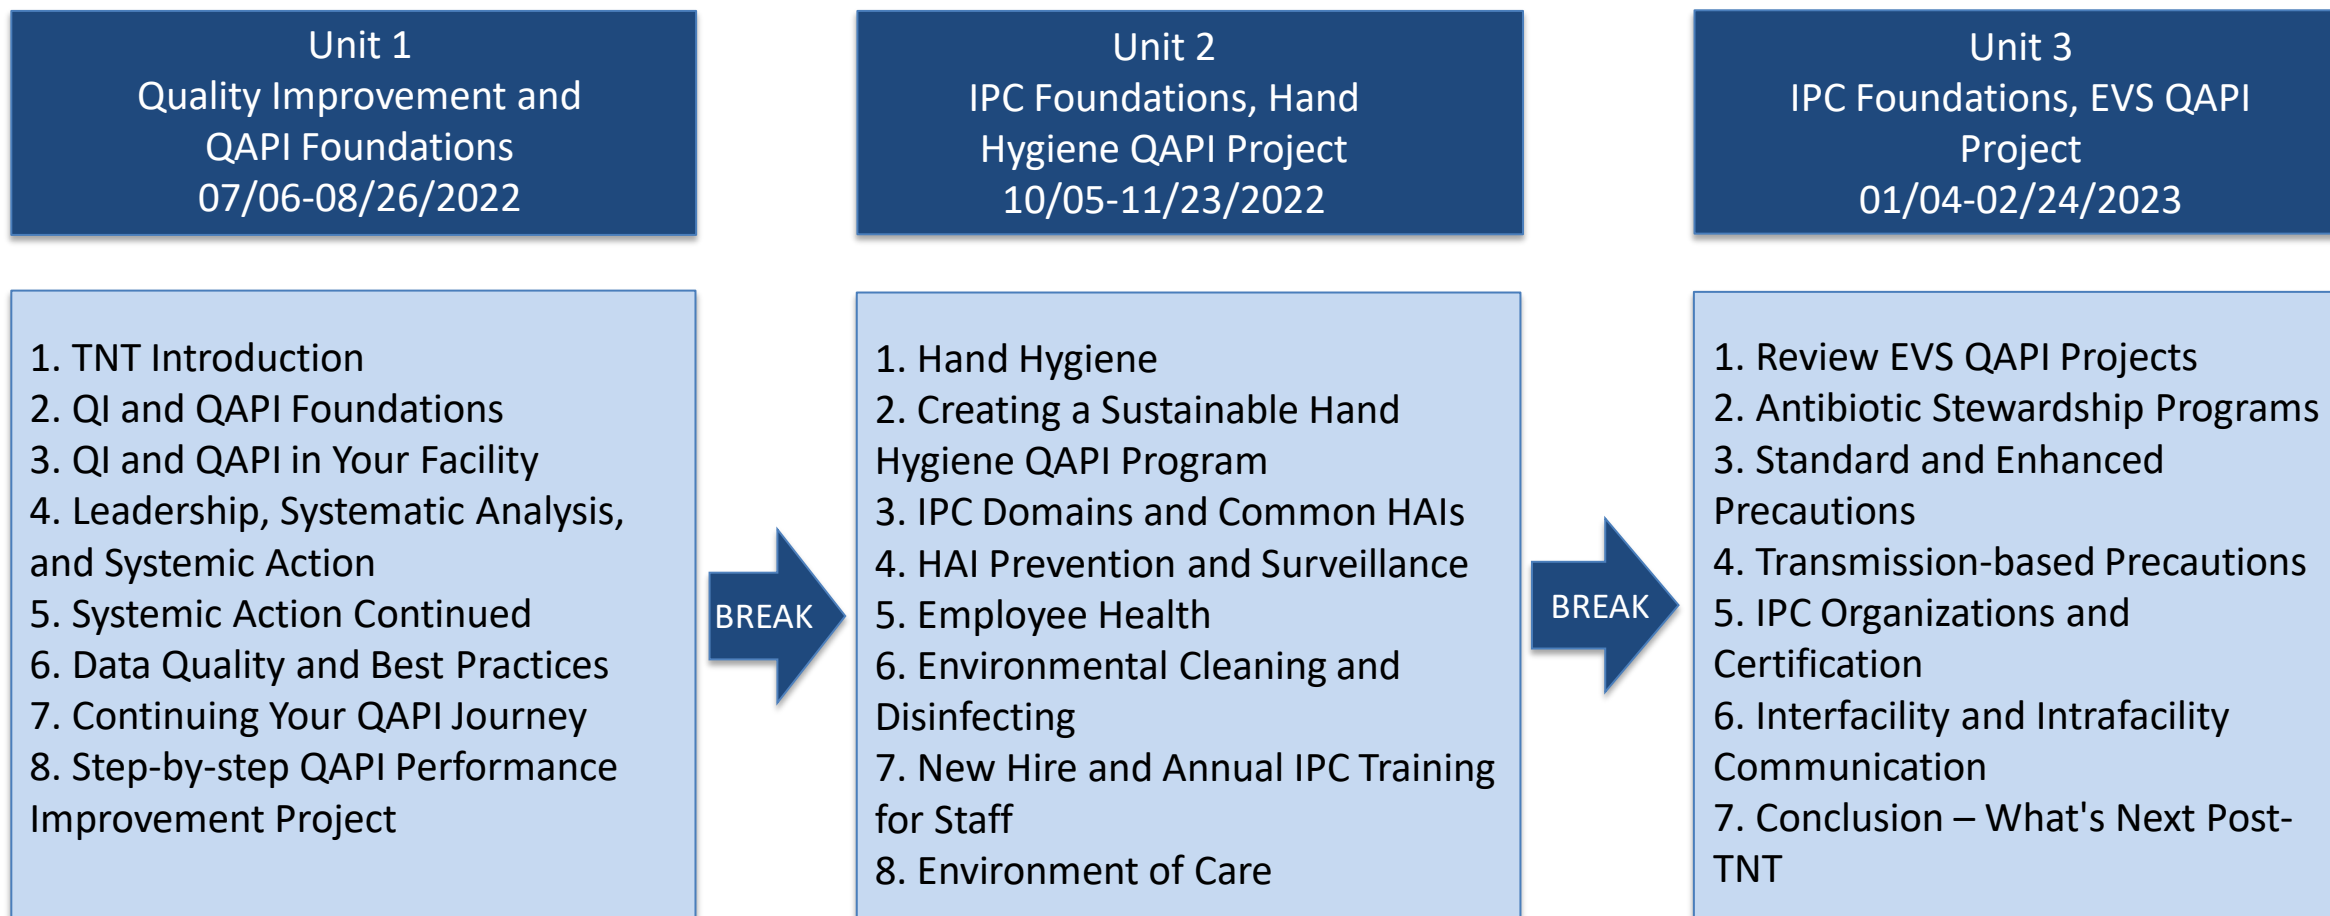 Unit 1
Quality Improvement and
QAPI Foundations
07/06-08/26/2022
1. TNT Introduction
2. QI and QAPI Foundations
3. QI and QAPI in Your Facility
4. Leadership, Systematic Analysis,
and Systemic Action
5. Systemic Action Continued
6. Data Quality and Best Practices
7. Continuing Your QAPI Journey
8. Step-by-step QAPI Performance
Improvement Project
BREAK
Unit 2
IPC Foundations, Hand
Hygiene QAPI Project
10/05-11/23/2022
1. Hand Hygiene
2. Creating a Sustainable Hand
Hygiene QAPI Program
3. IPC Domains and Common HAIs
4. HAI Prevention and Surveillance
5. Employee Health
6. Environmental Cleaning and
Disinfecting
7. New Hire and Annual IPC Training
for Staff
8. Environment of Care
BREAK
Unit 3
IPC Foundations, EVS QAPI
Project
01/04-02/24/2023
1. Review EVS QAPI Projects
2. Antibiotic Stewardship Programs
3. Standard and Enhanced
Precautions
4. Transmission-based Precautions
5. IPC Organizations and
Certification
6. Interfacility and Intrafacility
Communication
7. Conclusion – What's Next Post-
TNT